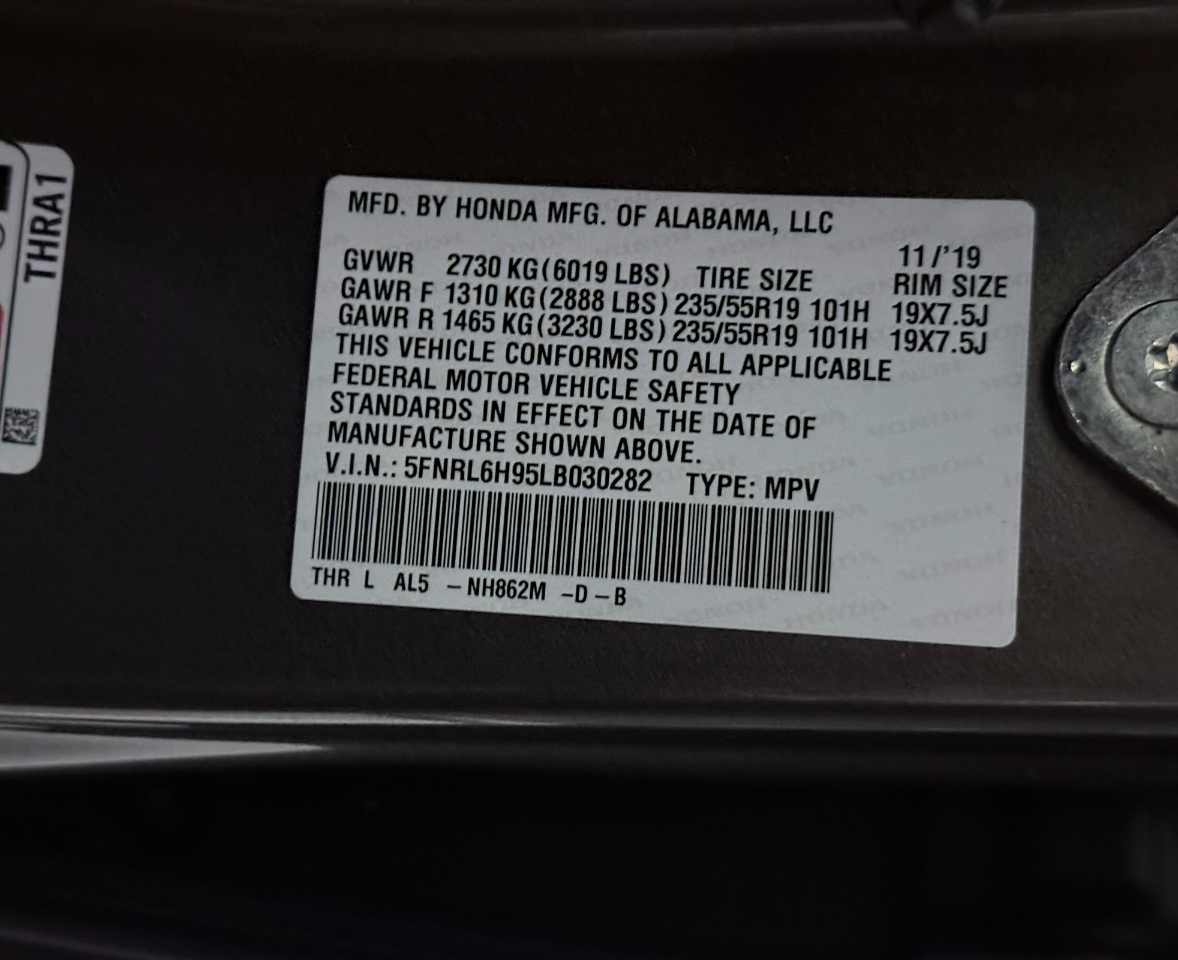 THRA1
MFD. BY HONDA MFG. OF ALABAMA, LLC
11/'19
GVWR 2730 KG(6019 LBS) TIRE SIZE RIM SIZE
GAWR F 1310 KG(2888 LBS) 235/55R19 101H 19X7.5J
GAWR R 1465 KG(3230 LBS) 235/55R19 101H 19X7.5J
THIS VEHICLE CONFORMS TO ALL APPLICABLE
FEDERAL MOTOR VEHICLE SAFETY
STANDARDS IN EFFECT ON THE DATE OF
MANUFACTURE SHOWN ABOVE.
V.I.N.: 5FNRL6H95LB030282 TYPE: MPV
THR L AL5 –NH862M –D–B